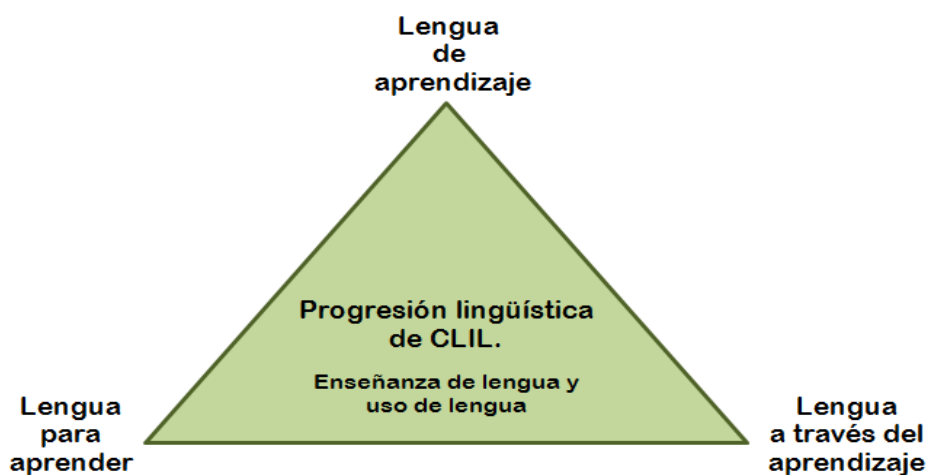 Lengua
de
aprendizaje
Progresión lingüística
de CLIL.
Enseñanza de lengua y
uso de lengua
Lengua
para
aprender
Lengua
a través del
aprendizaje